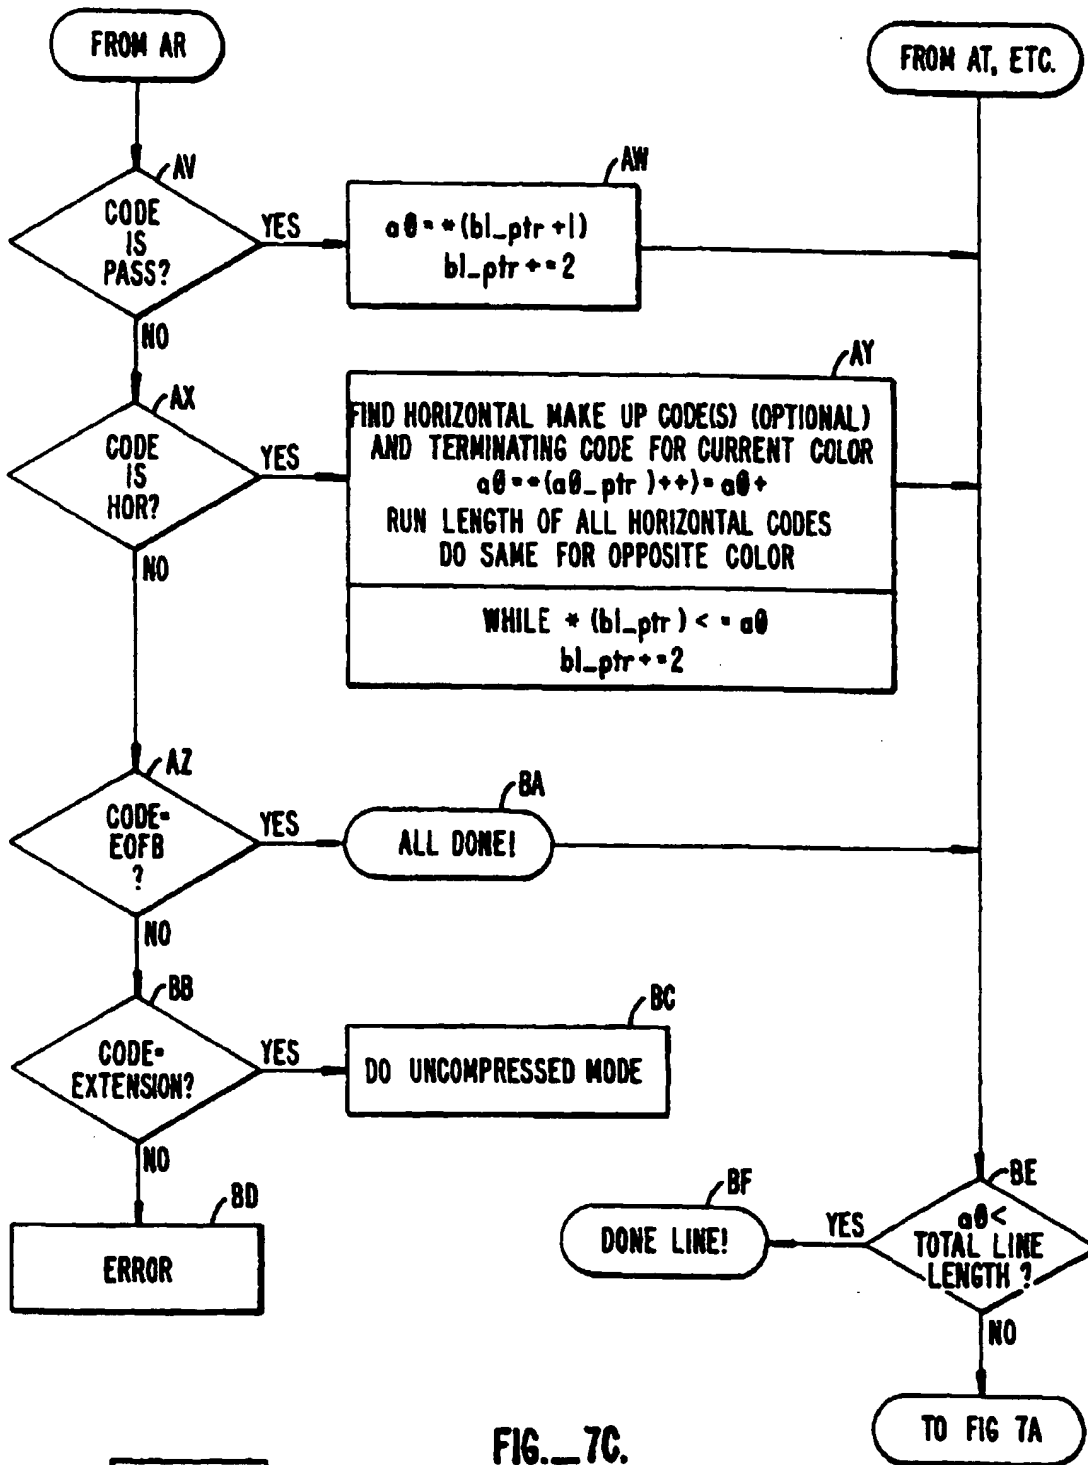 FROM AR
FROM AT, ETC.
AV
CODE
IS
PASS?
YES
NO
AW
a0=*(bl_ptr+1)
bl_ptr+=2
AX
CODE
IS
HOR?
YES
NO
AY
FIND HORIZONTAL MAKE UP CODE(S) (OPTIONAL)
AND TERMINATING CODE FOR CURRENT COLOR
a0=*(a0_ptr)++)=a0+
RUN LENGTH OF ALL HORIZONTAL CODES
DO SAME FOR OPPOSITE COLOR
WHILE *(bl_ptr) <= a0
bl_ptr+=2
AZ
CODE=
EOFB
?
YES
NO
BA
ALL DONE!
BB
CODE=
EXTENSION?
YES
NO
BC
DO UNCOMPRESSED MODE
BD
ERROR
BE
a0<
TOTAL LINE
LENGTH?
YES
NO
BF
DONE LINE!
TO FIG 7A
FIG._7C.